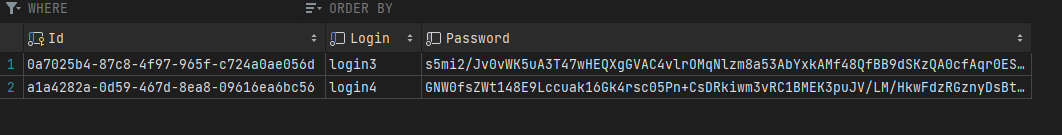 WHERE ORDER BY
Id Login Password
1 0a7025b4-87c8-4f97-965f-c724a0ae056d login3 s5mi2/Jv0vWK5uA3T47wHEQXgGVAC4vlrOMqNlzm8a53AbYxkAMf48QfBB9dSKzQA0cfAqr0ES…
2 a1a4282a-0d59-467d-8ea8-09616ea6bc56 login4 GNW0fsZWt148E9Lccuak16Gk4rsc05Pn+CsDRkiwm3vRC1BMEK3puJV/LM/HkwFdzRGznyDsBt…